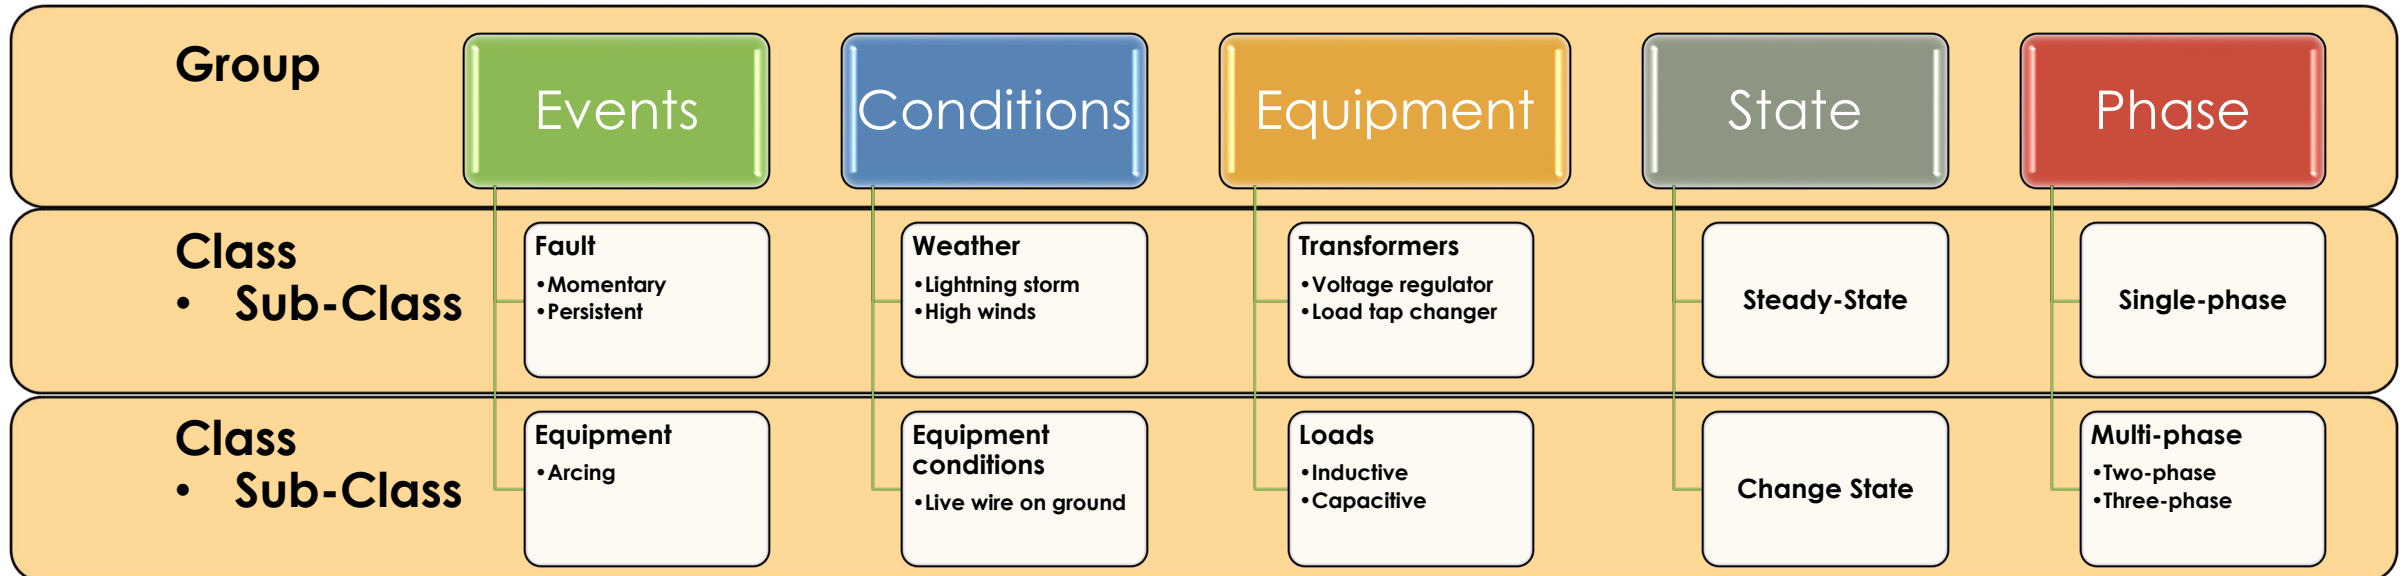 Group
Events
Conditions
Equipment
State
Phase
Class
• Sub-Class
Fault
•Momentary
•Persistent
Weather
•Lightning storm
•High winds
Transformers
•Voltage regulator
•Load tap changer
Steady-State
Single-phase
Class
• Sub-Class
Equipment
•Arcing
Equipment
conditions
•Live wire on ground
Loads
•Inductive
•Capacitive
Change State
Multi-phase
•Two-phase
•Three-phase